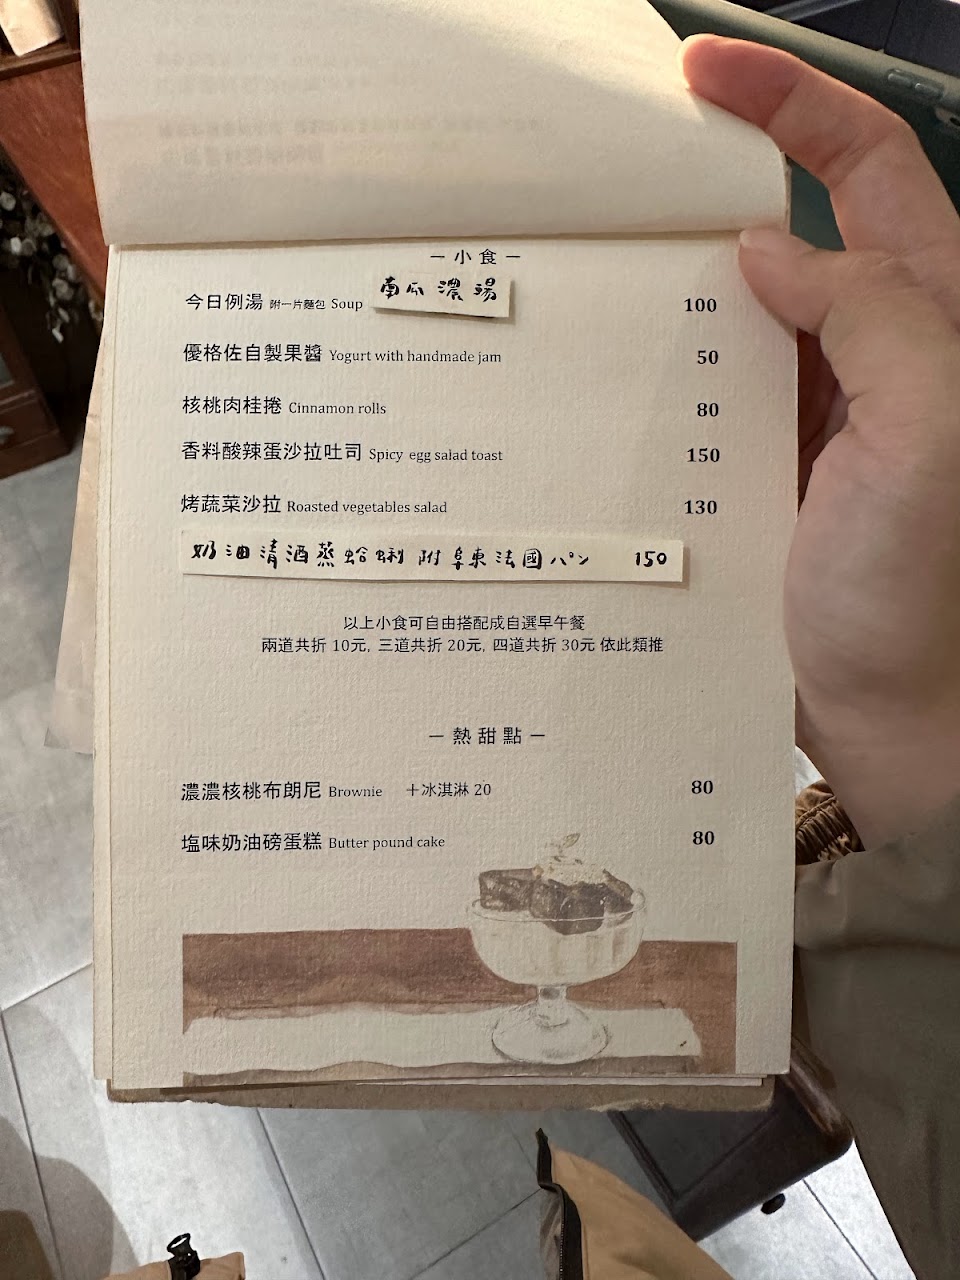 －小食－
南瓜濃湯
今日例湯 附一片麵包 Soup 100
優格佐自製果醬 Yogurt with handmade jam 50
核桃肉桂捲 Cinnamon rolls 80
香料酸辣蛋沙拉吐司 Spicy egg salad toast 150
烤蔬菜沙拉 Roasted vegetables salad 130
奶油清酒蒸蛤蜊 附 阜東法國パン 150
以上小食可自由搭配成自選早午餐
兩道共折 10元, 三道共折 20元, 四道共折 30元 依此類推
－熱甜點－
濃濃核桃布朗尼 Brownie ＋冰淇淋 20 80
塩味奶油磅蛋糕 Butter pound cake 80